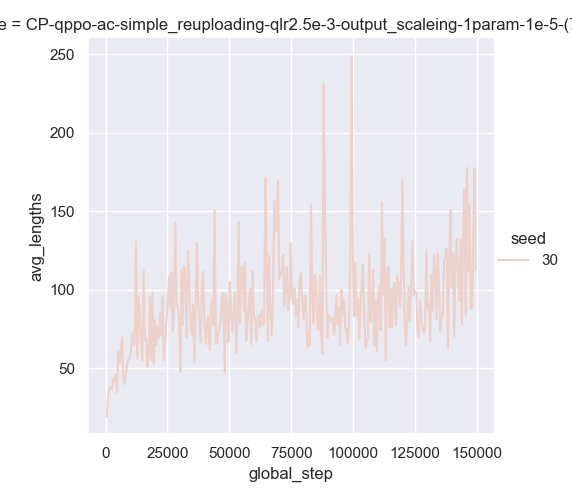 e = CP-qppo-ac-simple_reuploading-qlr2.5e-3-output_scaleing-1param-1e-5-(7
250
200
150
100
50
avg_lengths
0 25000 50000 75000 100000 125000 150000
global_step
seed
30